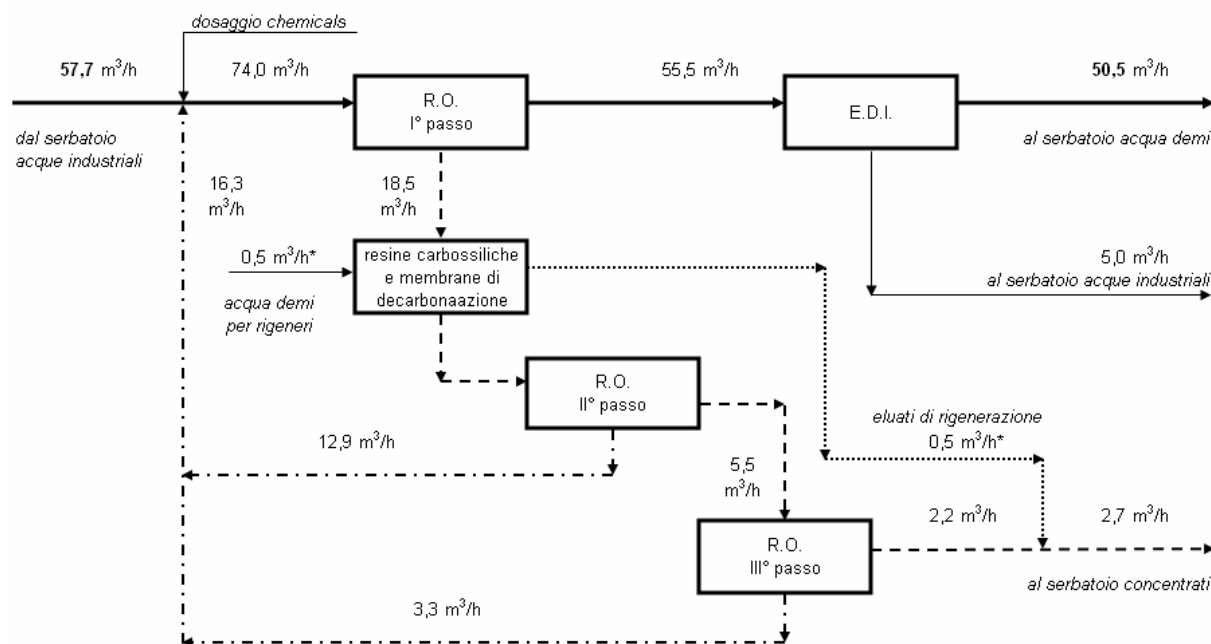 dosaggio chemicals
57,7 m³/h
74,0 m³/h
55,5 m³/h
50,5 m³/h
R.O.
I° passo
E.D.I.
dal serbatoio
acque industriali
al serbatoio acqua demi
16,3
m³/h
18,5
m³/h
0,5 m³/h*
resine carbossiliche
e membrane di
decarbonaazione
5,0 m³/h
al serbatoio acque industriali
acqua demi
per rigeneri
R.O.
II° passo
eluati di rigenerazione
0,5 m³/h*
12,9 m³/h
5,5
m³/h
2,2 m³/h
2,7 m³/h
R.O.
III° passo
al serbatoio concentrati
3,3 m³/h